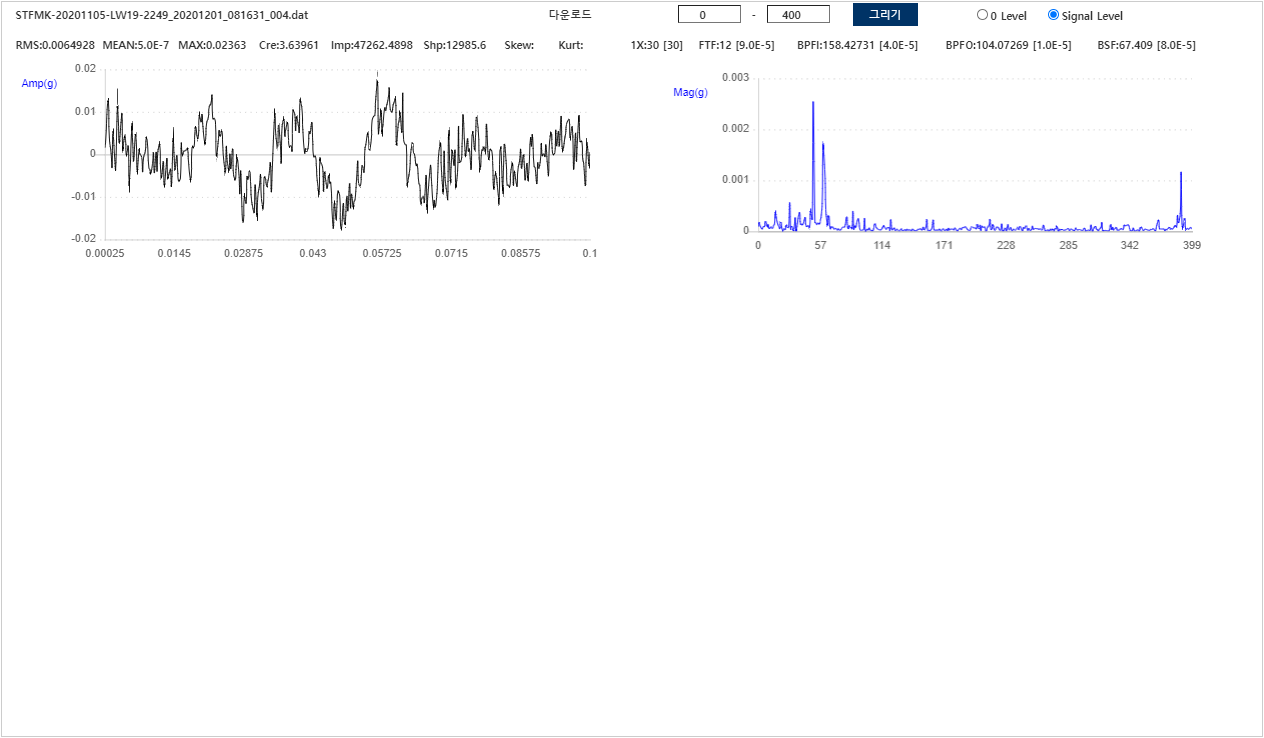 STFMK-20201105-LW19-2249_20201201_081631_004.dat 다운로드 0 - 400 그리기 0 Level Signal Level
RMS:0.0064928 MEAN:5.0E-7 MAX:0.02363 Cre:3.63961 Imp:47262.4898 Shp:12985.6 Skew: Kurt: 1X:30 [30] FTF:12 [9.0E-5] BPFI:158.42731 [4.0E-5] BPFO:104.07269 [1.0E-5] BSF:67.409 [8.0E-5]
Amp(g)
0.02
0.01
0
-0.01
-0.02
0.00025 0.0145 0.02875 0.043 0.05725 0.0715 0.08575 0.1
Mag(g)
0.003
0.002
0.001
0
0 57 114 171 228 285 342 399